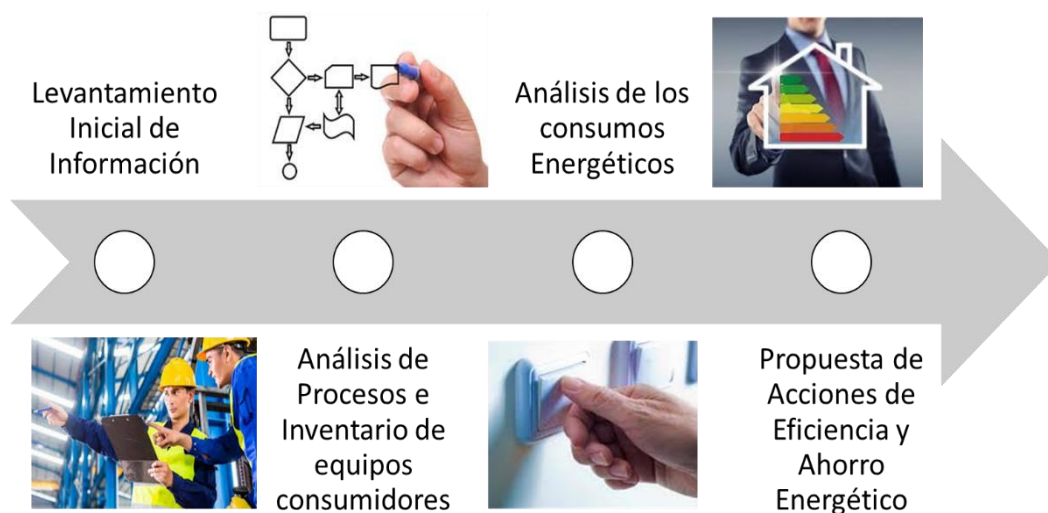 Levantamiento
Inicial de
Información
Análisis de
Procesos e
Inventario de
equipos
consumidores
Análisis de los
consumos
Energéticos
Propuesta de
Acciones de
Eficiencia y
Ahorro
Energético